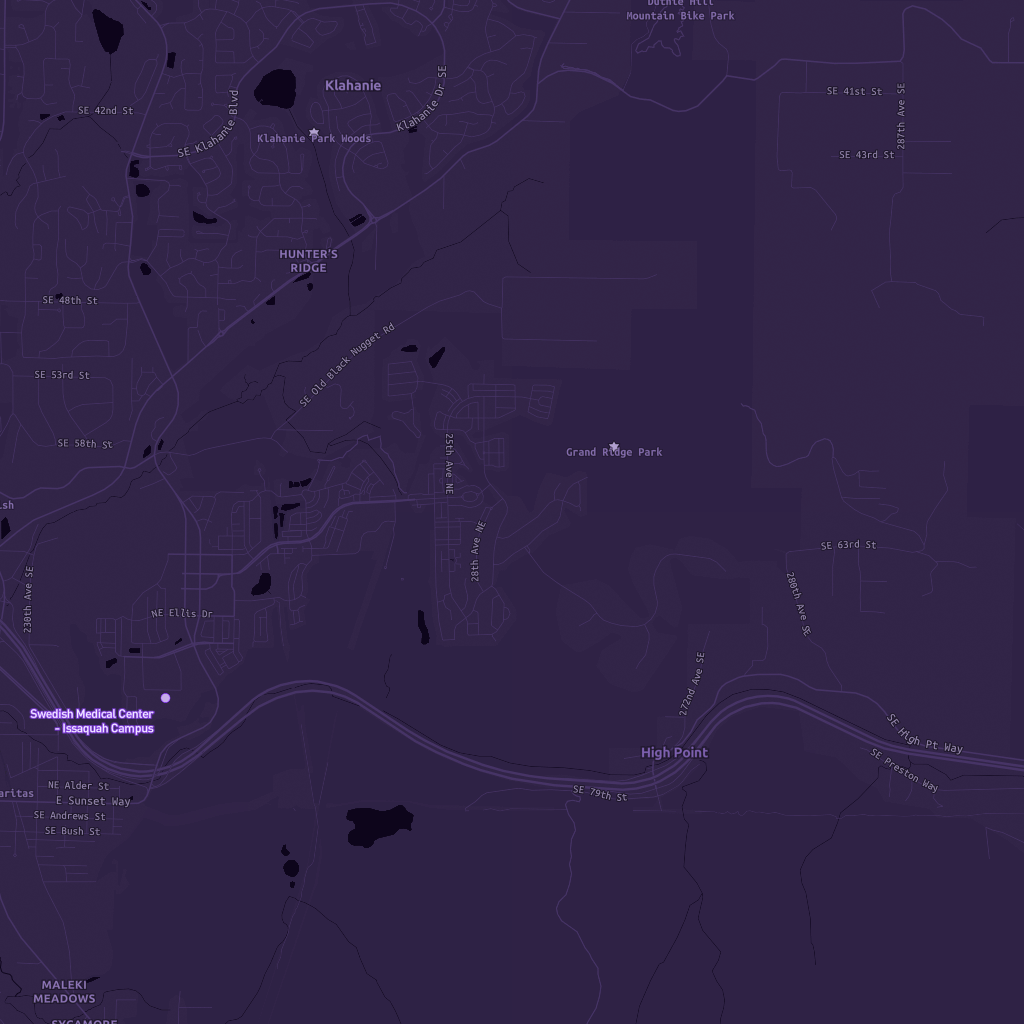 Duthie Hill
Mountain Bike Park
Klahanie
Klahanie Dr SE
SE 41st St
287th Ave SE
SE 42nd St
SE Klahanie Blvd
Klahanie Park Woods
SE 43rd St
HUNTER'S
RIDGE
SE 48th St
SE Old Black Nugget Rd
SE 53rd St
SE 58th St
25th Ave NE
Grand Ridge Park
28th Ave NE
SE 63rd St
230th Ave SE
280th Ave SE
NE Ellis Dr
272nd Ave SE
Swedish Medical Center
- Issaquah Campus
SE High Pt Way
High Point
SE Preston Way
NE Alder St
SE 79th St
E Sunset Way
SE Andrews St
SE Bush St
MALEKI
MEADOWS
SYCAMORE